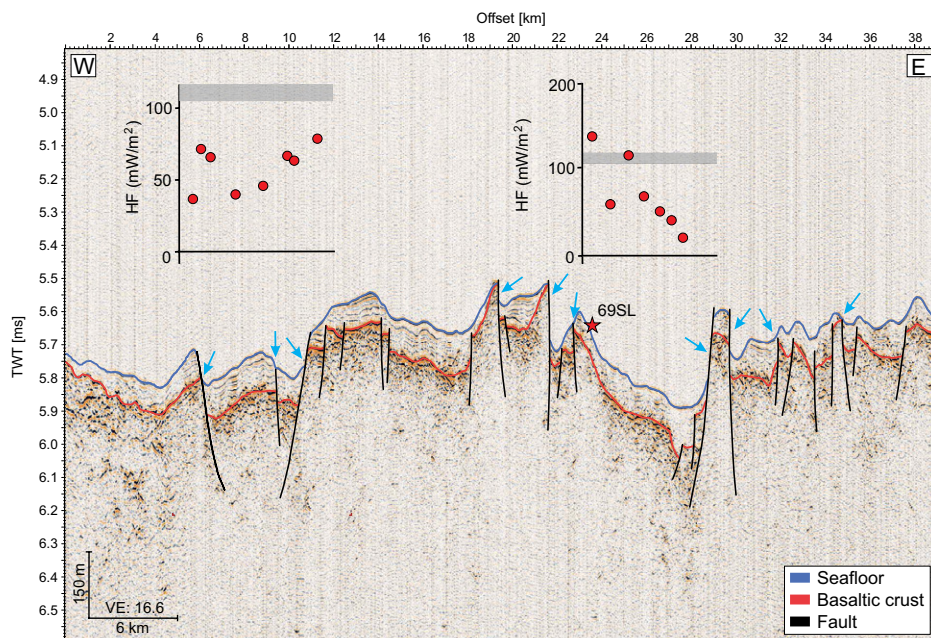 Offset [km]
2 4 6 8 10 12 14 16 18 20 22 24 26 28 30 32 34 36 38
W
E
4.9
5.0
5.1
5.2
5.3
5.4
5.5
5.6
5.7
5.8
5.9
6.0
6.1
6.2
6.3
6.4
6.5
TWT [ms]
HF (mW/m²)
100
50
0
HF (mW/m²)
200
100
0
69SL
150 m
VE: 16.6
6 km
Seafloor
Basaltic crust
Fault